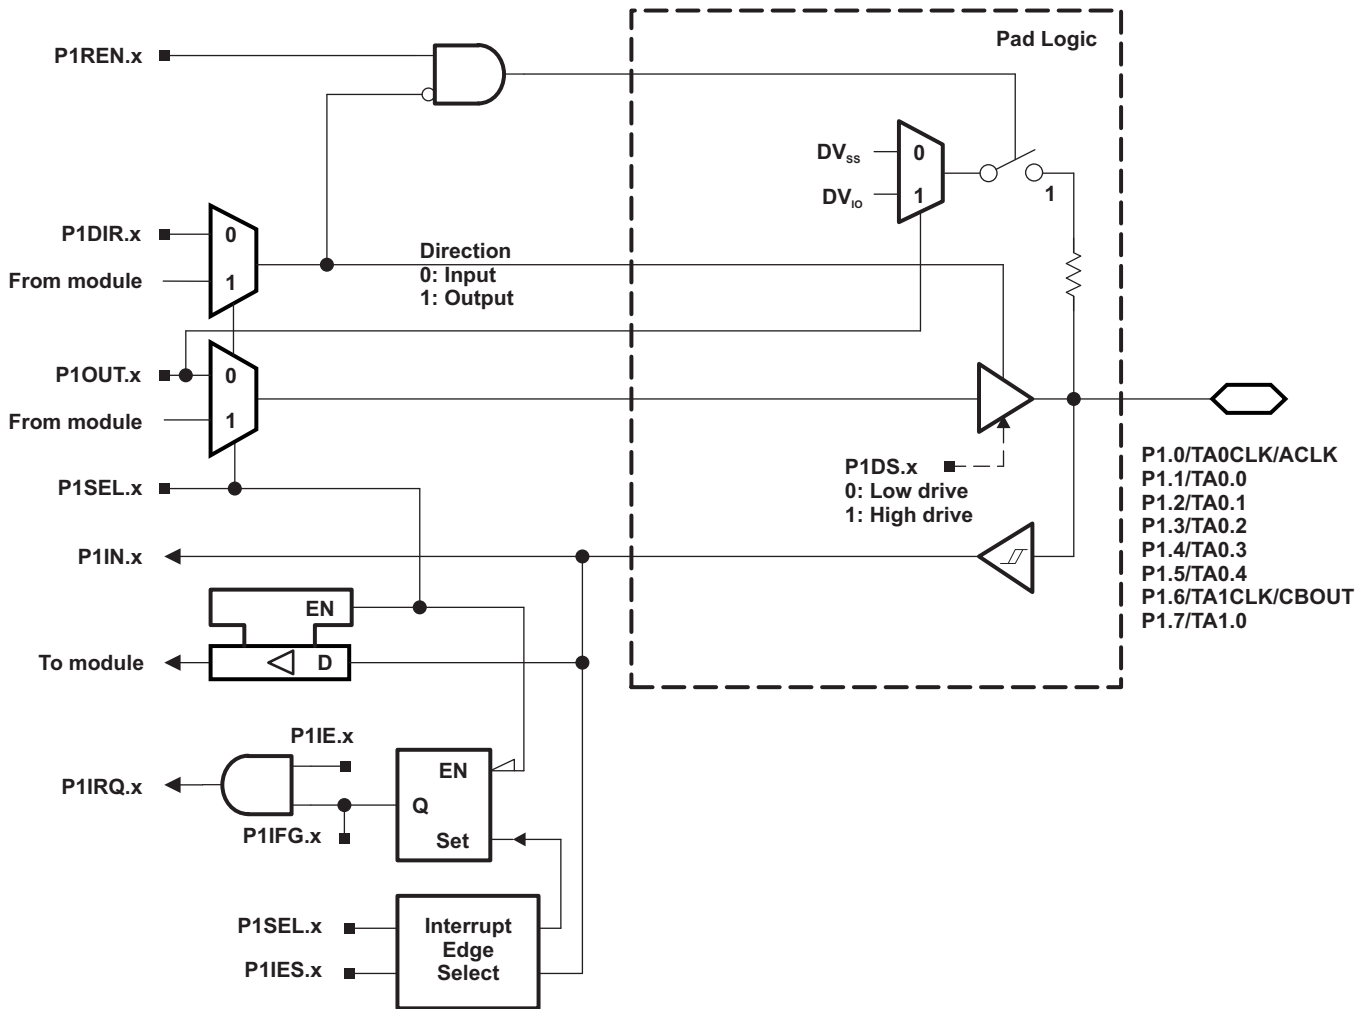 Pad Logic
P1REN.x
DVSS
0
DVIO
1
1
P1DIR.x
0
From module
1
Direction
0: Input
1: Output
P1OUT.x
0
From module
1
P1SEL.x
P1DS.x
0: Low drive
1: High drive
P1.0/TA0CLK/ACLK
P1.1/TA0.0
P1.2/TA0.1
P1.3/TA0.2
P1.4/TA0.3
P1.5/TA0.4
P1.6/TA1CLK/CBOUT
P1.7/TA1.0
P1IN.x
EN
To module
D
P1IE.x
P1IRQ.x
EN
Q
P1IFG.x
Set
P1SEL.x
P1IES.x
Interrupt
Edge
Select